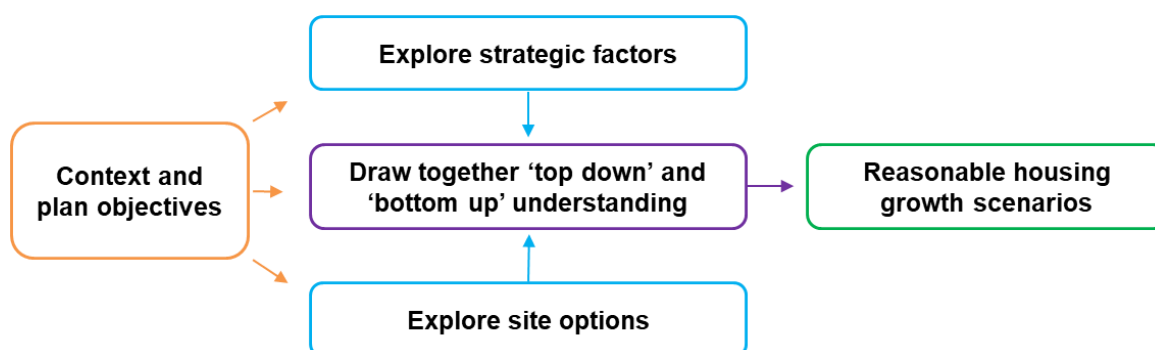 Explore strategic factors
Context and
plan objectives
Draw together ‘top down’ and
‘bottom up’ understanding
Reasonable housing
growth scenarios
Explore site options